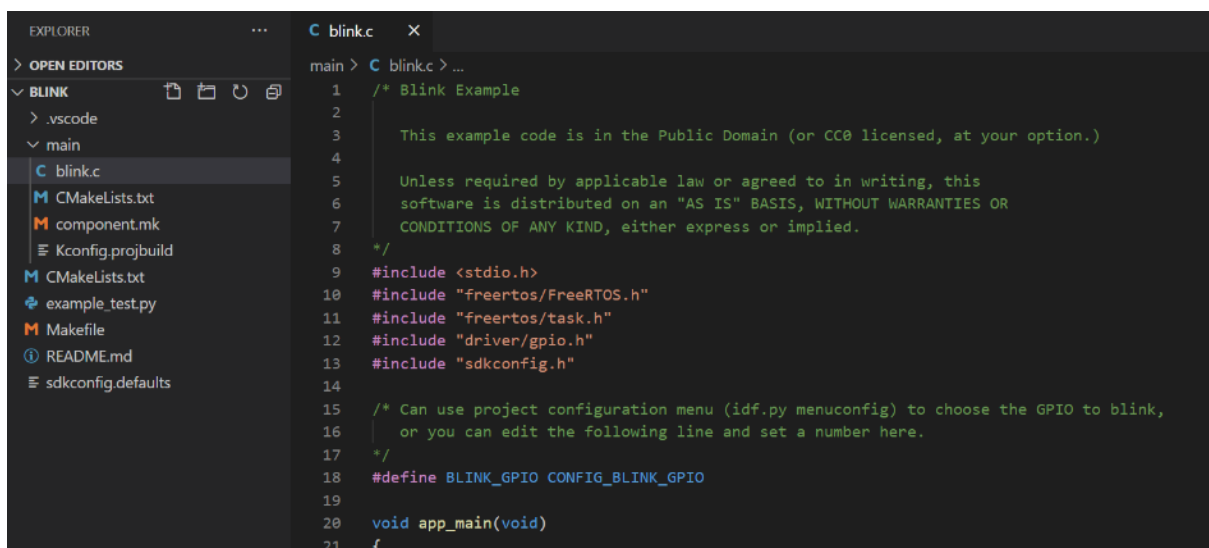 EXPLORER
OPEN EDITORS
BLINK
.vscode
main
C blink.c
M CMakeLists.txt
M component.mk
Kconfig.projbuild
M CMakeLists.txt
example_test.py
M Makefile
README.md
sdkconfig.defaults
C blink.c
main > C blink.c > ...
1 /* Blink Example
2
3 This example code is in the Public Domain (or CC0 licensed, at your option.)
4
5 Unless required by applicable law or agreed to in writing, this
6 software is distributed on an "AS IS" BASIS, WITHOUT WARRANTIES OR
7 CONDITIONS OF ANY KIND, either express or implied.
8 */
9 #include <stdio.h>
10 #include "freertos/FreeRTOS.h"
11 #include "freertos/task.h"
12 #include "driver/gpio.h"
13 #include "sdkconfig.h"
14
15 /* Can use project configuration menu (idf.py menuconfig) to choose the GPIO to blink,
16 or you can edit the following line and set a number here.
17 */
18 #define BLINK_GPIO CONFIG_BLINK_GPIO
19
20 void app_main(void)
21 {